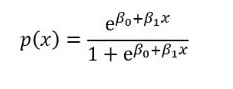 p(x) = e^{β₀+β₁x} / (1 + e^{β₀+β₁x})